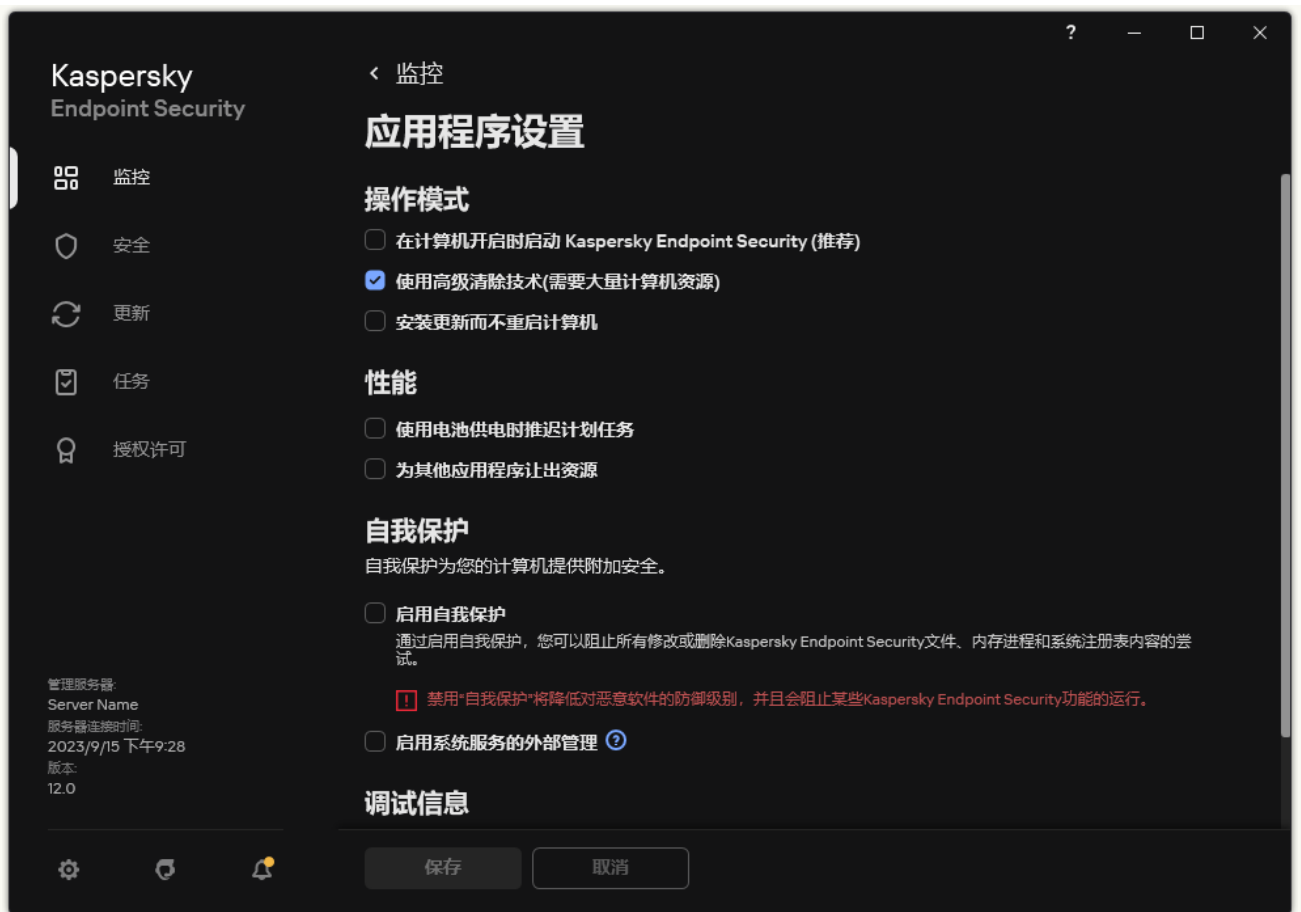 ?
Kaspersky
Endpoint Security
监控
安全
更新
任务
授权许可
管理服务器:
Server Name
服务器连接时间:
2023/9/15 下午9:28
版本:
12.0
监控
应用程序设置
操作模式
在计算机开启时启动 Kaspersky Endpoint Security (推荐)
使用高级清除技术(需要大量计算机资源)
安装更新而不重启计算机
性能
使用电池供电时推迟计划任务
为其他应用程序让出资源
自我保护
自我保护为您的计算机提供附加安全。
启用自我保护
通过启用自我保护，您可以阻止所有修改或删除Kaspersky Endpoint Security文件、内存进程和系统注册表内容的尝
试。
禁用“自我保护”将降低对恶意软件的防御级别，并且会阻止某些Kaspersky Endpoint Security功能的运行。
启用系统服务的外部管理 ?
调试信息
保存
取消